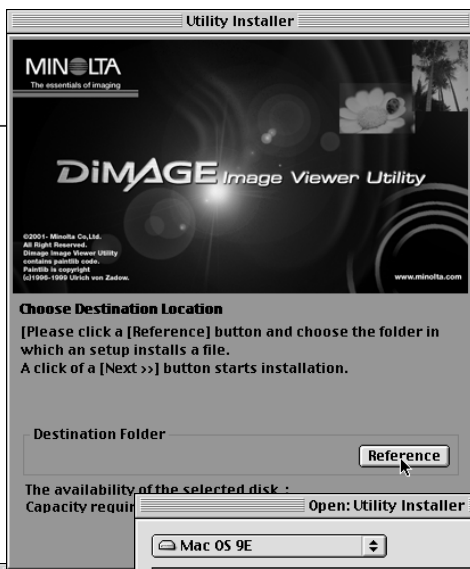 Utility Installer
MINOLTA
The essentials of imaging
DiMAGE Image Viewer Utility
©2001- Minolta Co,Ltd.
All Right Reserved.
Dimage Image Viewer Utility
contains paintlib code.
Paintlib is copyright
(c)1996-1999 Ulrich von Zadow.
www.minolta.com
Choose Destination Location
[Please click a [Reference] button and choose the folder in
which an setup installs a file.
A click of a [Next >>] button starts installation.
Destination Folder
Reference
The availability of the selected disk :
Capacity requir
Open: Utility Installer
Mac OS 9E